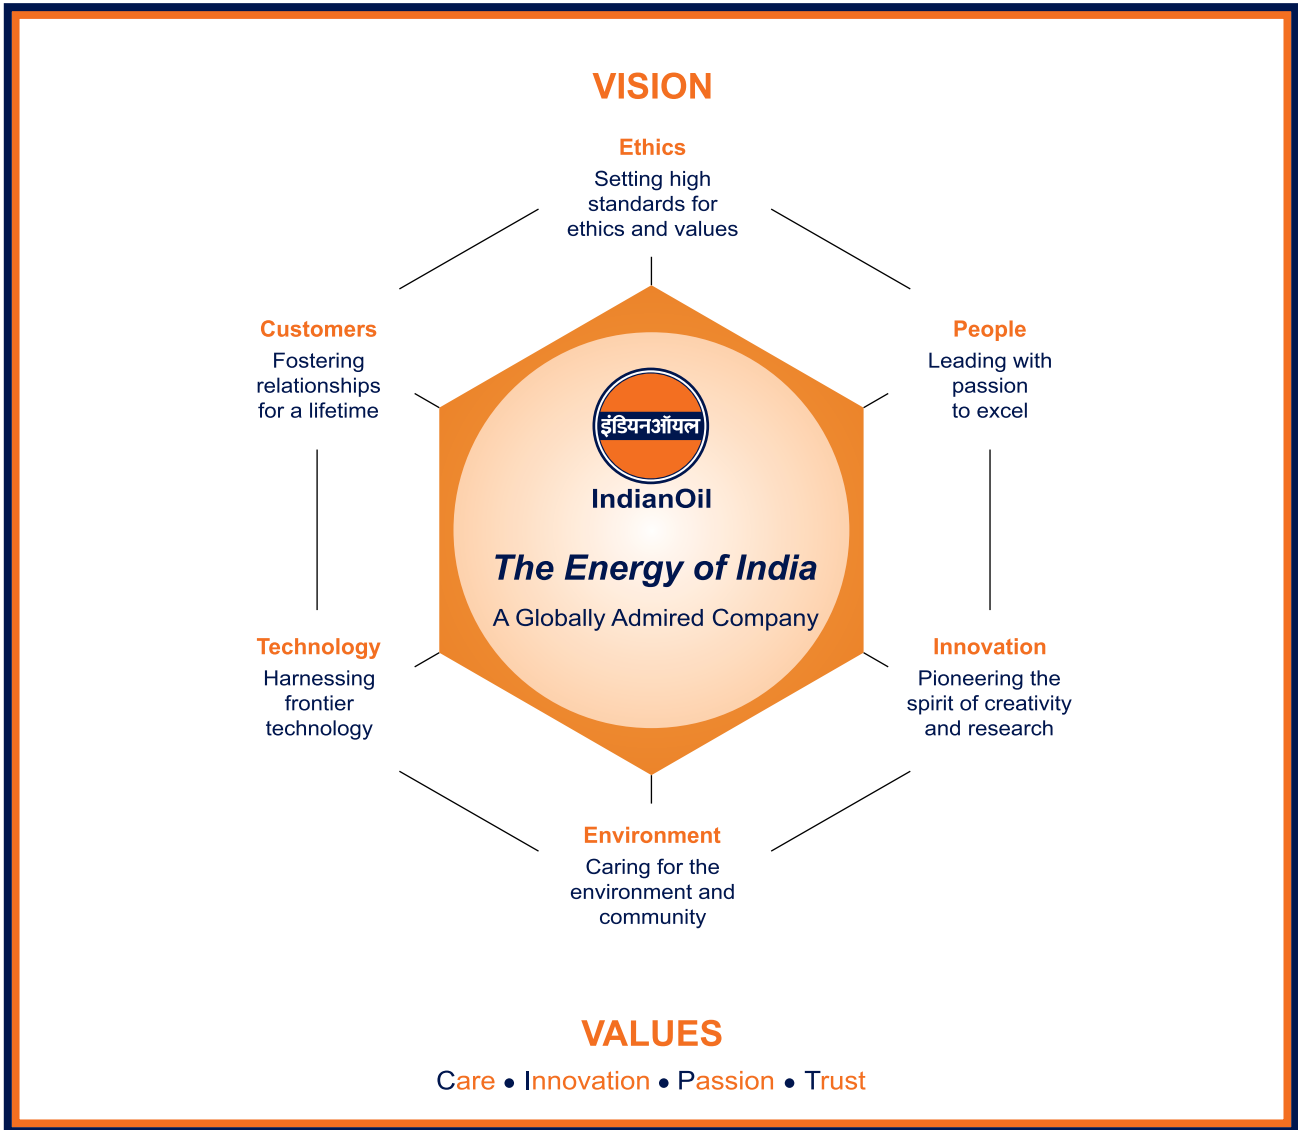 VISION
Ethics
Setting high
standards for
ethics and values
Customers
Fostering
relationships
for a lifetime
People
Leading with
passion
to excel
इंडियनऑयल
IndianOil
The Energy of India
A Globally Admired Company
Technology
Harnessing
frontier
technology
Innovation
Pioneering the
spirit of creativity
and research
Environment
Caring for the
environment and
community
VALUES
Care • Innovation • Passion • Trust